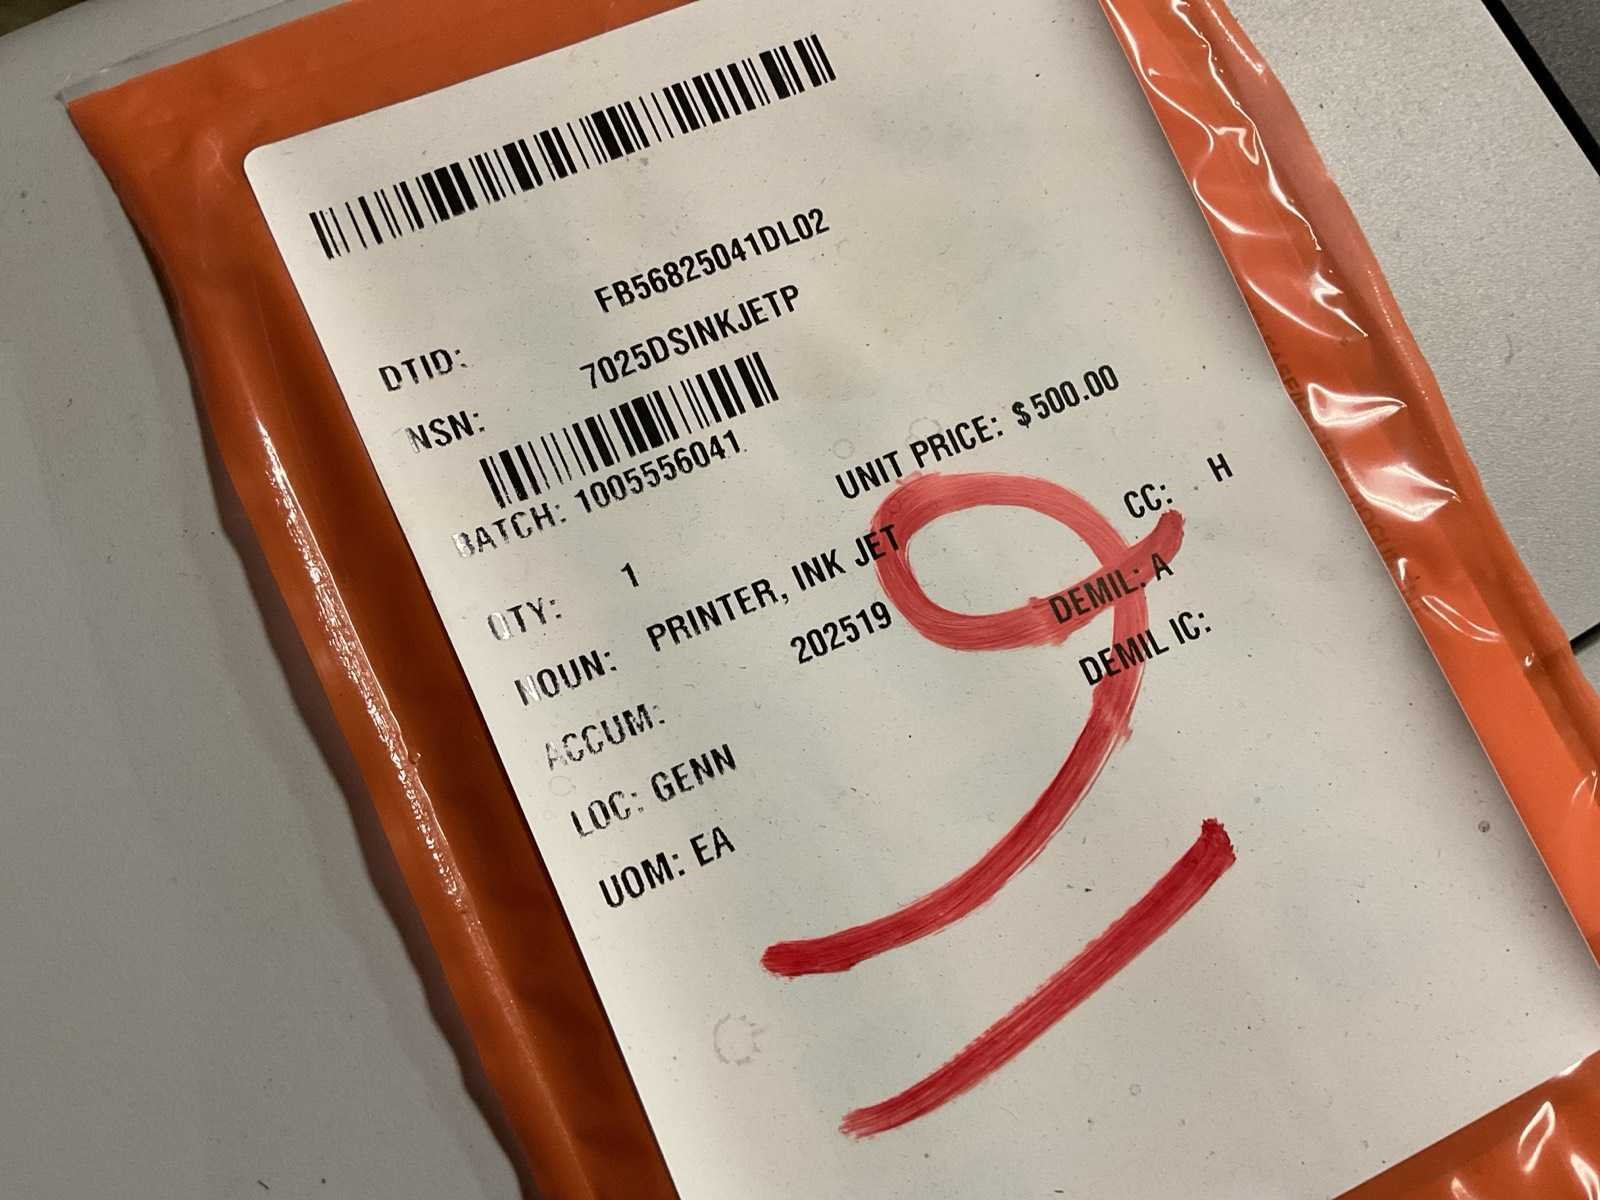 FB56825041DL02
DTID:
7025DSINKJETP
NSN:
BATCH: 1005556041
UNIT PRICE: $500.00
QTY: 1
CC: H
NOUN: PRINTER, INK JET
DEMIL: A
ACCUM: 202519
DEMIL IC:
LOC: GENN
UOM: EA
9